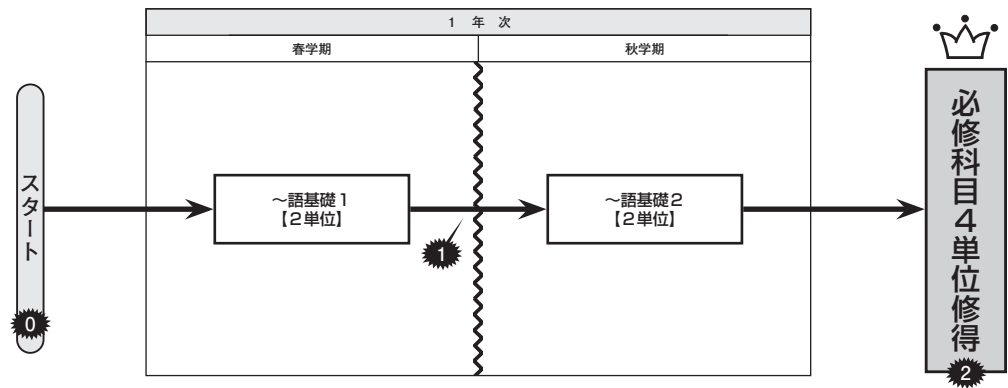 1 年 次
春学期
秋学期
スタート
0
～語基礎1
【2単位】
1
～語基礎2
【2単位】
必修科目4単位修得
2